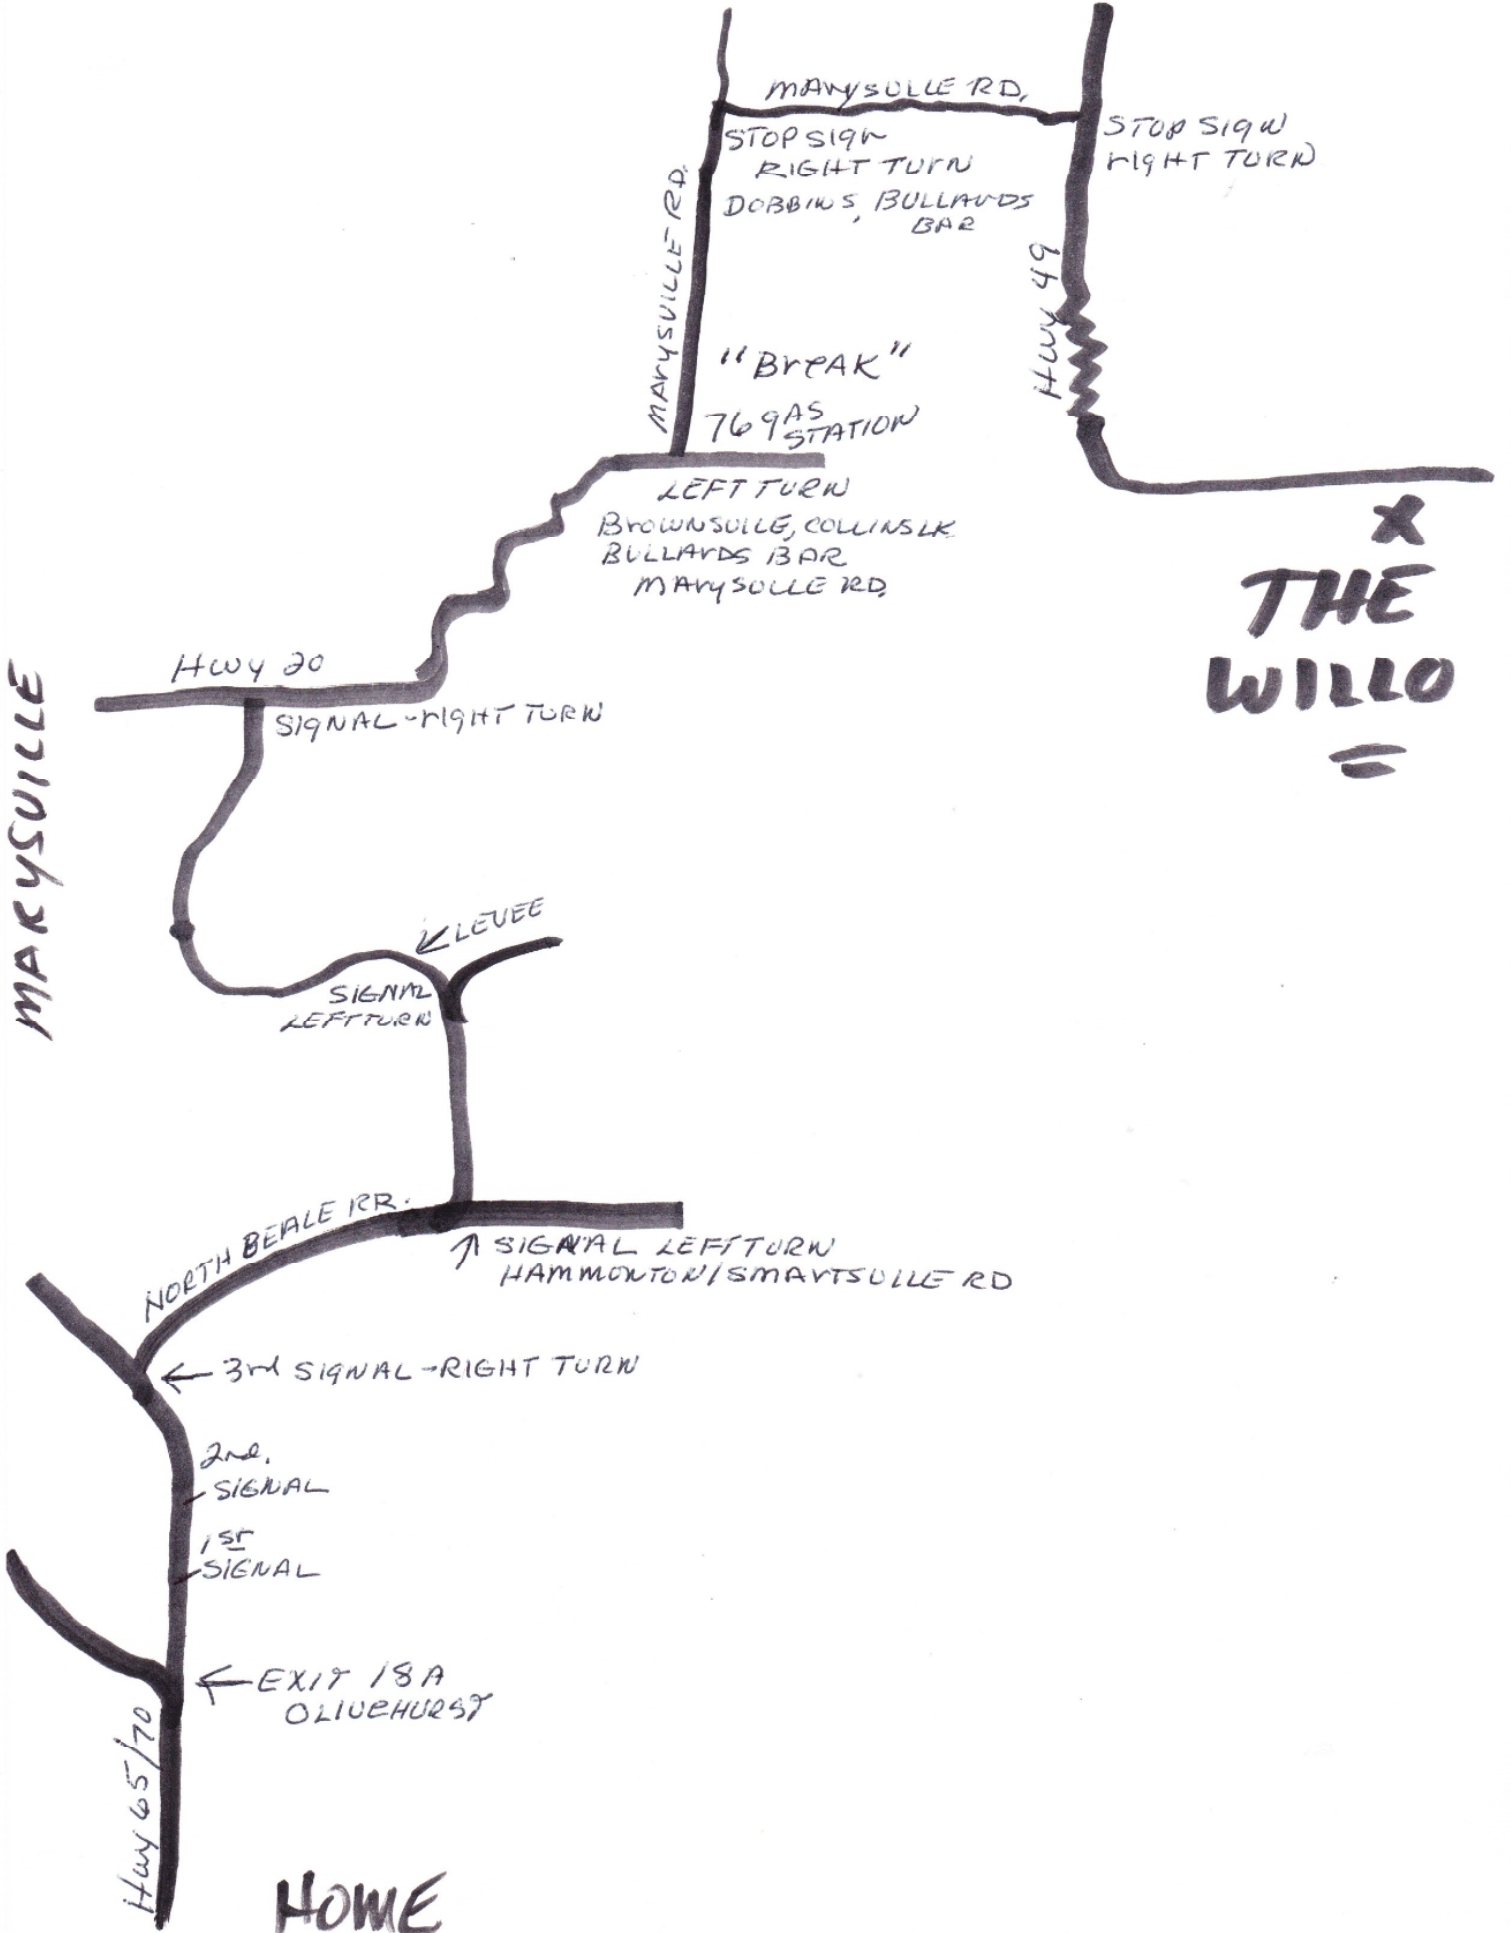 MARYSVILLE RD.
STOP SIGN
RIGHT TURN
DOBBINS, BULLARDS
BAR
STOP SIGN
RIGHT TURN
MARYSVILLE RD.
HWY 49
"BREAK"
76 GAS
STATION
LEFT TURN
BROWNSVILLE, COLLINS LK
BULLARDS BAR
MARYSVILLE RD.
X
THE
WILLO
HWY 20
SIGNAL-RIGHT TURN
MARYSVILLE
LEVEE
SIGNAL
LEFT TURN
NORTH BEALE RR.
SIGNAL LEFT TURN
HAMMONTON/SMARTSVILLE RD
3rd SIGNAL-RIGHT TURN
2nd.
SIGNAL
1ST
SIGNAL
EXIT 18A
OLIVEHURST
Hwy 65/70
HOME